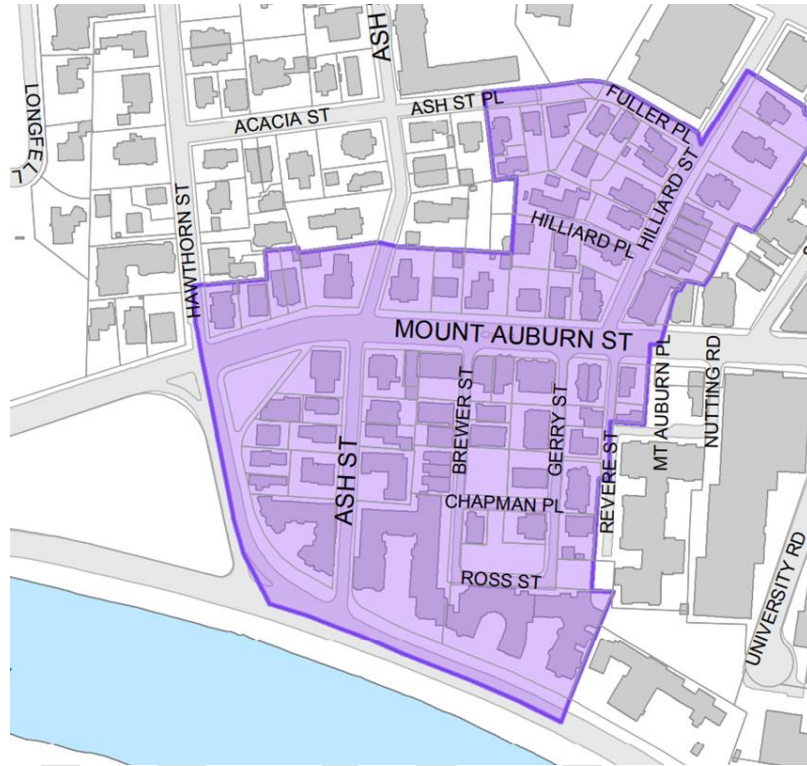 ASH
LONGFELL
ACACIA ST
ASH ST PL
FULLER PL
HILLIARD ST
HILLIARD PL
HAWTHORN ST
MOUNT AUBURN ST
MT AUBURN PL
NUTTING RD
BREWER ST
GERRY ST
REVERE ST
ASH ST
CHAPMAN PL
ROSS ST
UNIVERSITY RD